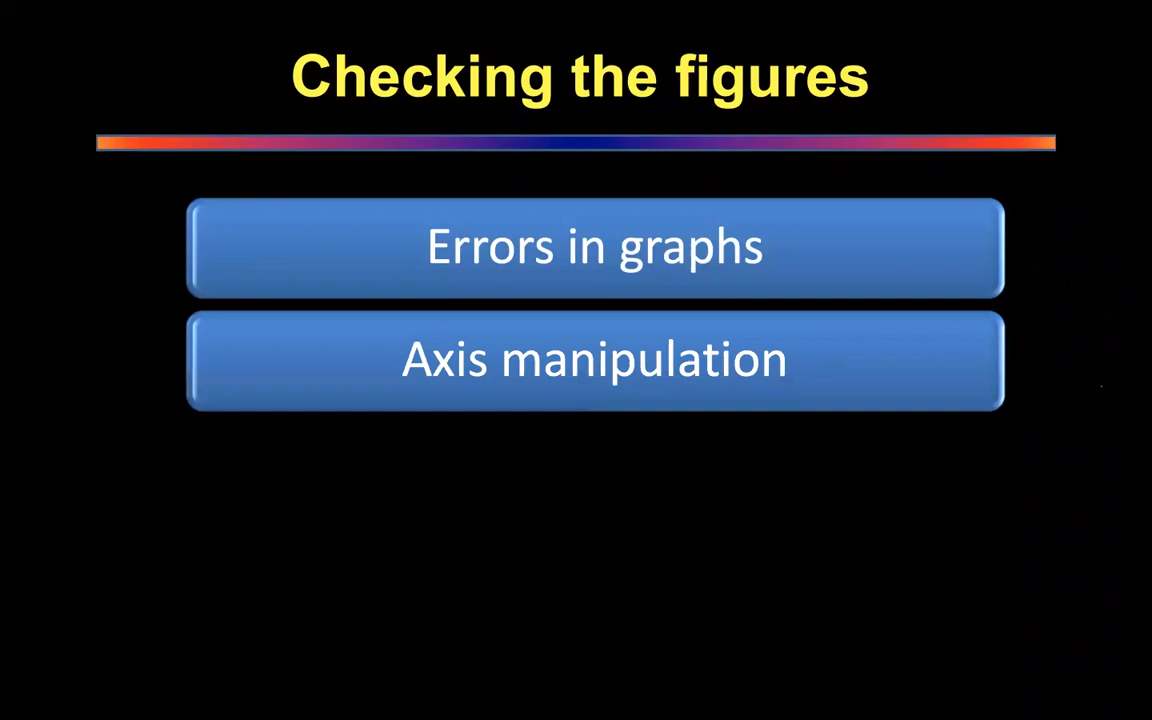 Checking the figures
Errors in graphs
Axis manipulation